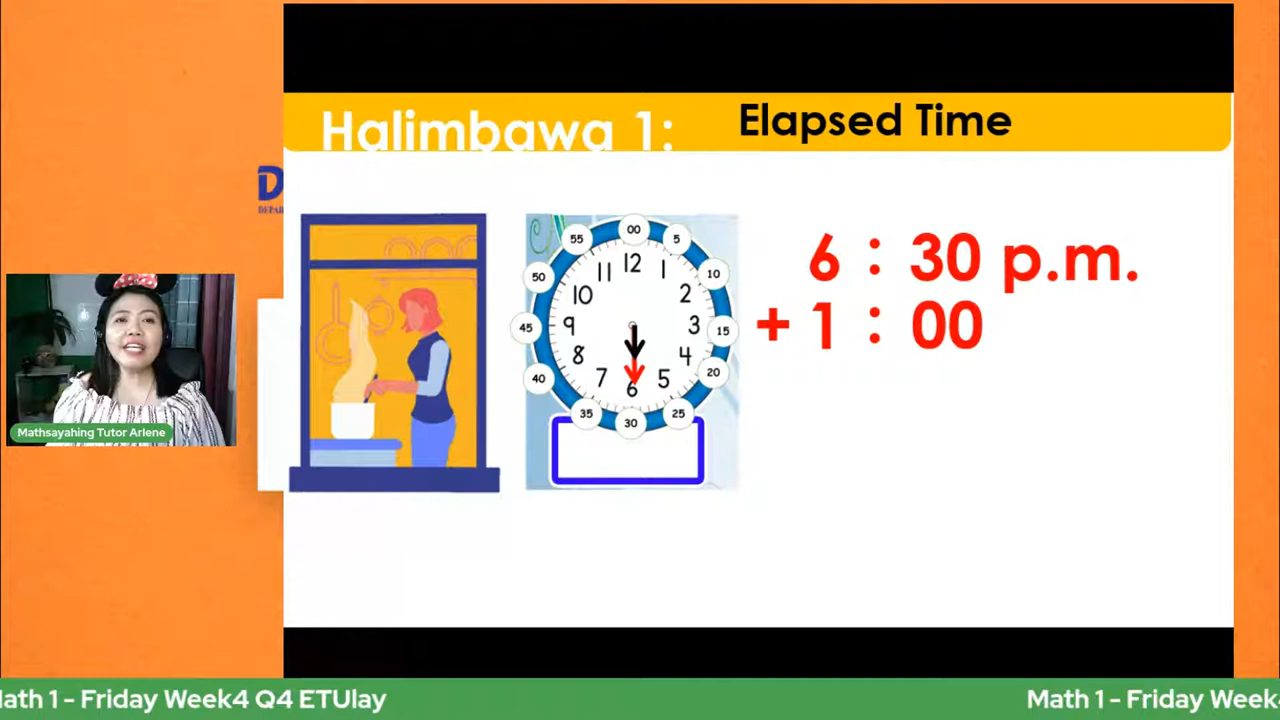 Halimbawa 1:
Elapsed Time
D
DEPAR
00
5
10
15
20
25
30
35
40
45
50
55
12
1
2
3
4
5
6
7
8
9
10
11
6 : 30 p.m.
+ 1 : 00
Mathsayahing Tutor Arlene
ath 1 - Friday Week4 Q4 ETUlay
Math 1 - Friday Week